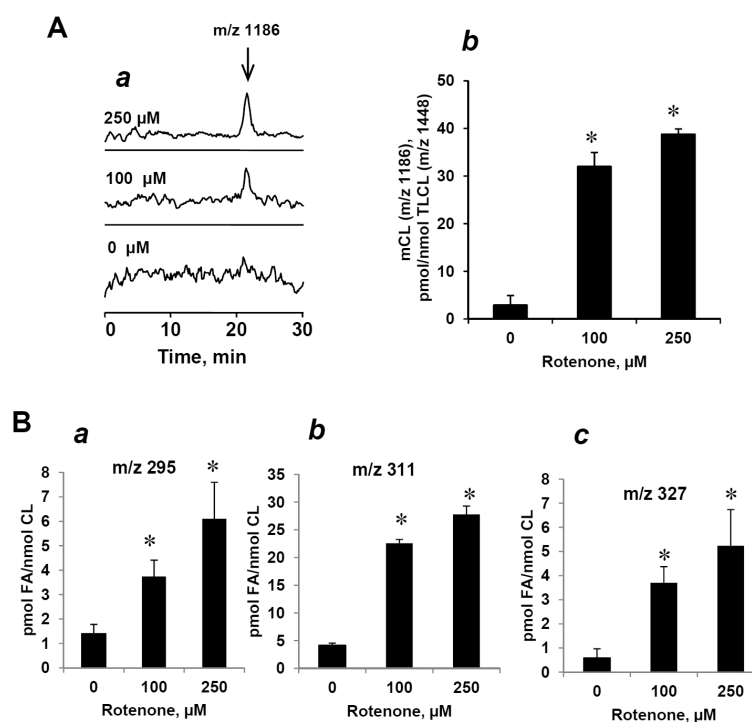 A
m/z 1186
a
250 µM
100 µM
0 µM
0 10 20 30
Time, min
b
mCL (m/z 1186),
pmol/nmol TLCL (m/z 1448)
50
40
30
20
10
0
*
*
0 100 250
Rotenone, µM
B
a
m/z 295
pmol FA/nmol CL
8
7
6
5
4
3
2
1
0
*
*
0 100 250
Rotenone, µM
b
m/z 311
pmol FA/nmol CL
35
30
25
20
15
10
5
0
*
*
0 100 250
Rotenone, µM
c
m/z 327
pmol FA/nmol CL
8
7
6
5
4
3
2
1
0
*
*
0 100 250
Rotenone, µM